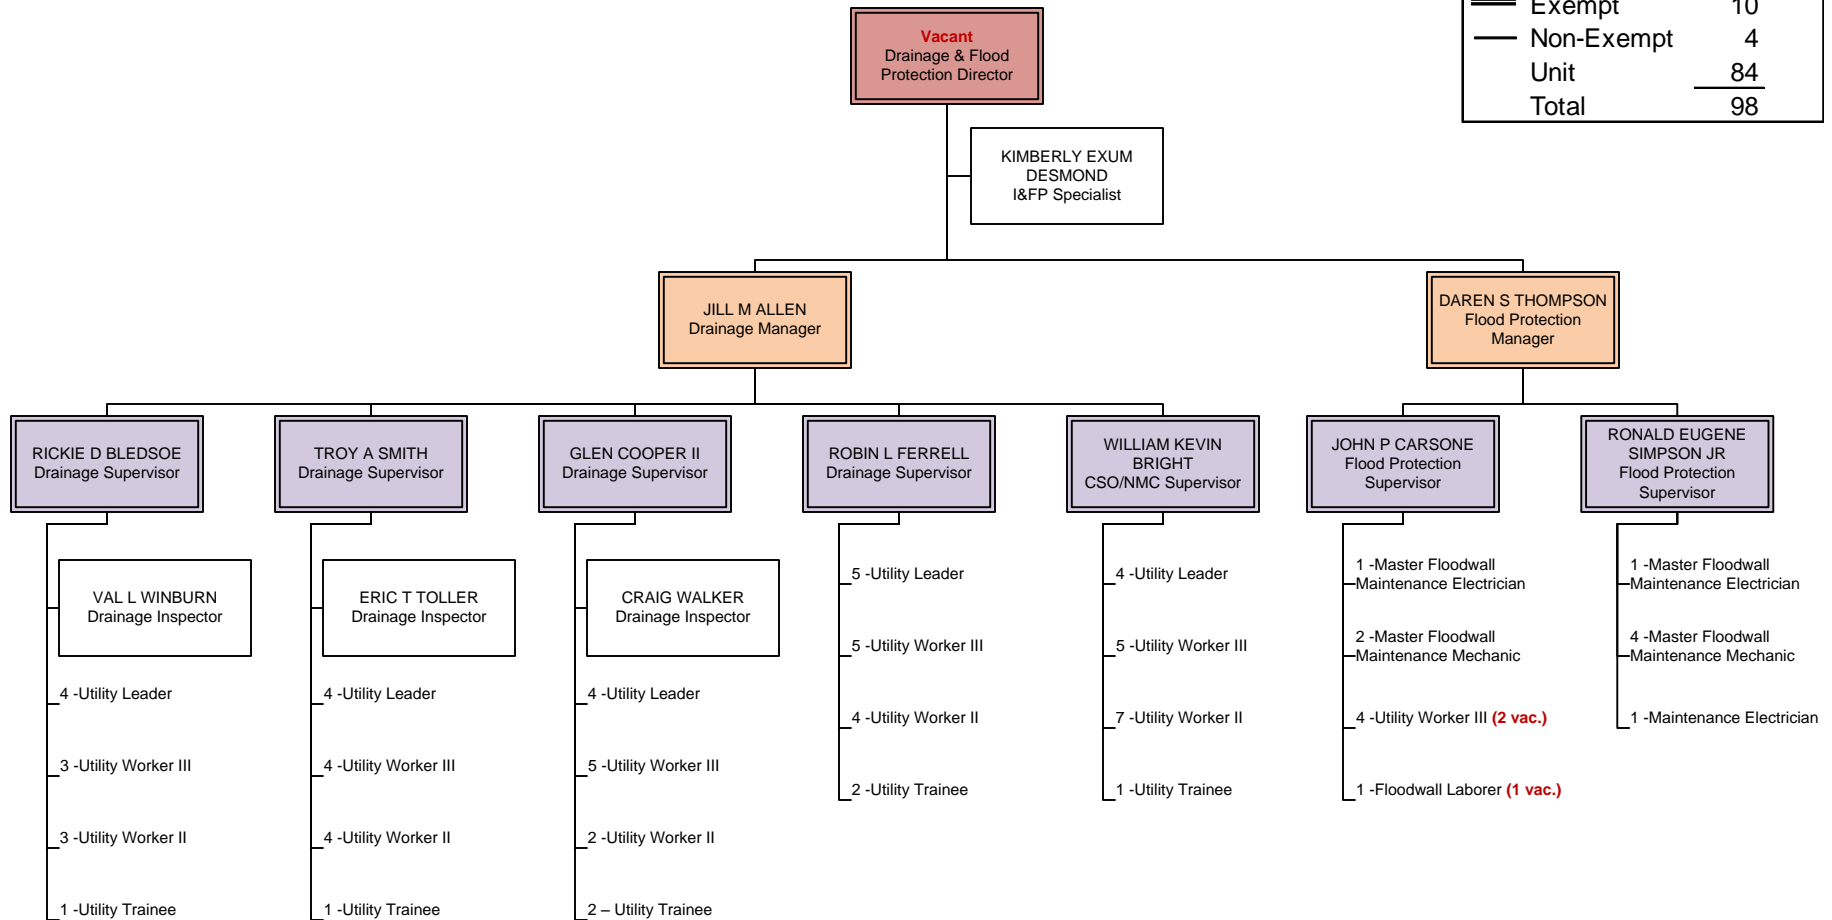 Exempt 10
Non-Exempt 4
Unit 84
Total 98
Vacant
Drainage & Flood
Protection Director
KIMBERLY EXUM
DESMOND
I&FP Specialist
JILL M ALLEN
Drainage Manager
DAREN S THOMPSON
Flood Protection
Manager
RICKIE D BLEDSOE
Drainage Supervisor
TROY A SMITH
Drainage Supervisor
GLEN COOPER II
Drainage Supervisor
ROBIN L FERRELL
Drainage Supervisor
WILLIAM KEVIN
BRIGHT
CSO/NMC Supervisor
JOHN P CARSONE
Flood Protection
Supervisor
RONALD EUGENE
SIMPSON JR
Flood Protection
Supervisor
VAL L WINBURN
Drainage Inspector
4 -Utility Leader
3 -Utility Worker III
3 -Utility Worker II
1 -Utility Trainee
ERIC T TOLLER
Drainage Inspector
4 -Utility Leader
4 -Utility Worker III
4 -Utility Worker II
1 -Utility Trainee
CRAIG WALKER
Drainage Inspector
4 -Utility Leader
5 -Utility Worker III
2 -Utility Worker II
2 – Utility Trainee
5 -Utility Leader
5 -Utility Worker III
4 -Utility Worker II
2 -Utility Trainee
4 -Utility Leader
5 -Utility Worker III
7 -Utility Worker II
1 -Utility Trainee
1 -Master Floodwall
Maintenance Electrician
2 -Master Floodwall
Maintenance Mechanic
4 -Utility Worker III (2 vac.)
1 -Floodwall Laborer (1 vac.)
1 -Master Floodwall
Maintenance Electrician
4 -Master Floodwall
Maintenance Mechanic
1 -Maintenance Electrician